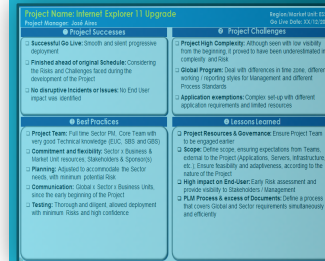 Project Name: Internet Explorer 11 Upgrade
Project Manager: José Aires
Region/Market Unit:
Go Live Date: XX/12/20
Project Successes
Successful Go Live: Smooth and silent progressive
deployment
Finished ahead of original Schedule: Considering
the Risks and Challenges faced during the
development of the Project
No disruptive Incidents or Issues: No End User
impact was identified
Project Challenges
Project High Complexity: Although seen with low visibility
from the beginning, it proved to have been underestimated in
complexity and Risk
Global Program: Deal with differences in time zone, different
working / reporting styles for Management and different
Process Standards
Application exemptions: Complex set-up with different
application requirements and limited resources
Best Practices
Project Team: Full time Sector PM, Core Team with
very good Technical knowledge (EUC, SBS and GBS)
Commitment and flexibility: Sector x Business &
Market Unit resources, Stakeholders & Sponsor(s)
Planning: Adjusted to accommodate the Sector
needs, with minimum potential Risk
Communication: Global x Sector x Business Units,
since the early beginning of the Project
Testing: Thorough and diligent, allowed deployment
with minimum Risks and high confidence
Lessons Learned
Project Resources & Governance: Ensure Project Team
to be engaged earlier
Scope: Define scope, ensuring expectations from Teams,
external to the Project (Applications, Servers, Infrastructure,
etc.); Ensure feasibility and adaptiveness, according to the
nature of the Project
High impact on End-User: Early Risk assessment and
provide visibility to Stakeholders / Management
PLM Process & excess of Documents: Define a process
that covers Global and Sector requirements simultaneously
and efficiently